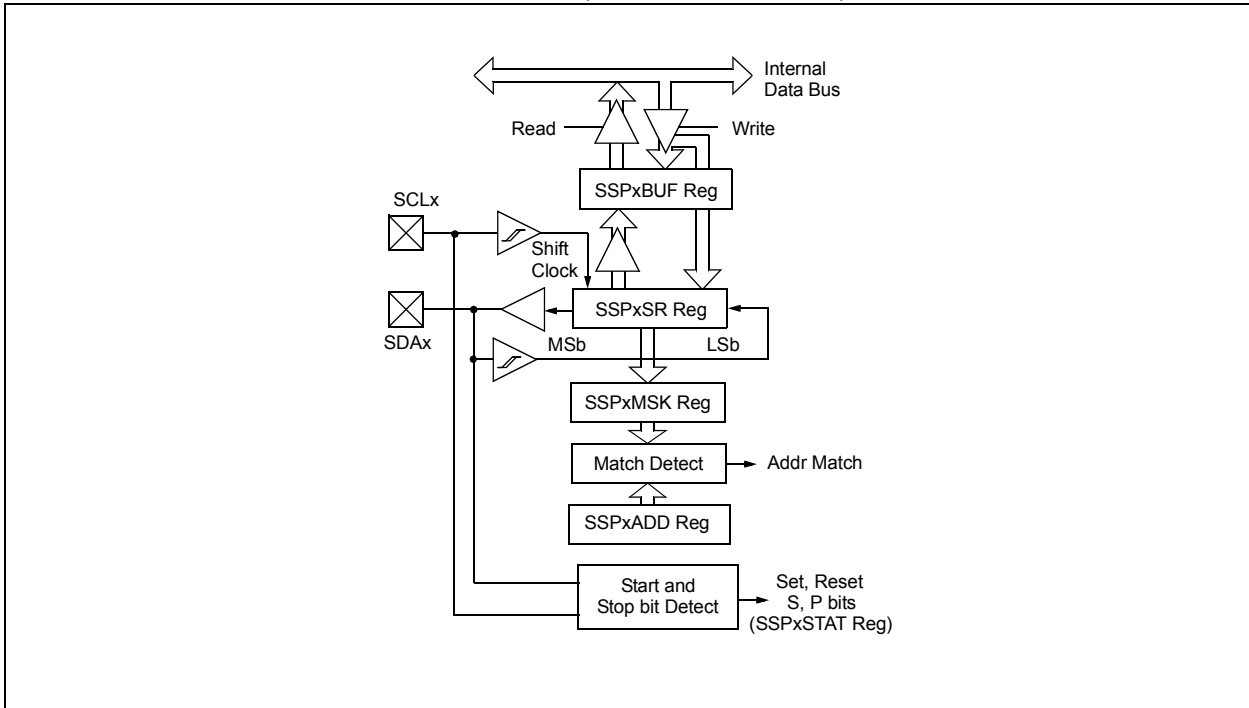 Internal
Data Bus
Read
Write
SSPxBUF Reg
SCLx
Shift
Clock
SSPxSR Reg
SDAx
MSb
LSb
SSPxMSK Reg
Match Detect
Addr Match
SSPxADD Reg
Start and
Stop bit Detect
Set, Reset
S, P bits
(SSPxSTAT Reg)